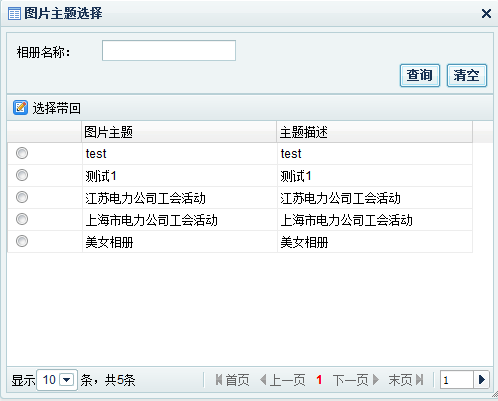 图片主题选择
相册名称：
查询 清空
选择带回
图片主题 主题描述
test test
测试1 测试1
江苏电力公司工会活动 江苏电力公司工会活动
上海市电力公司工会活动 上海市电力公司工会活动
美女相册 美女相册
显示 10 条，共5条 首页 上一页 1 下一页 末页 1